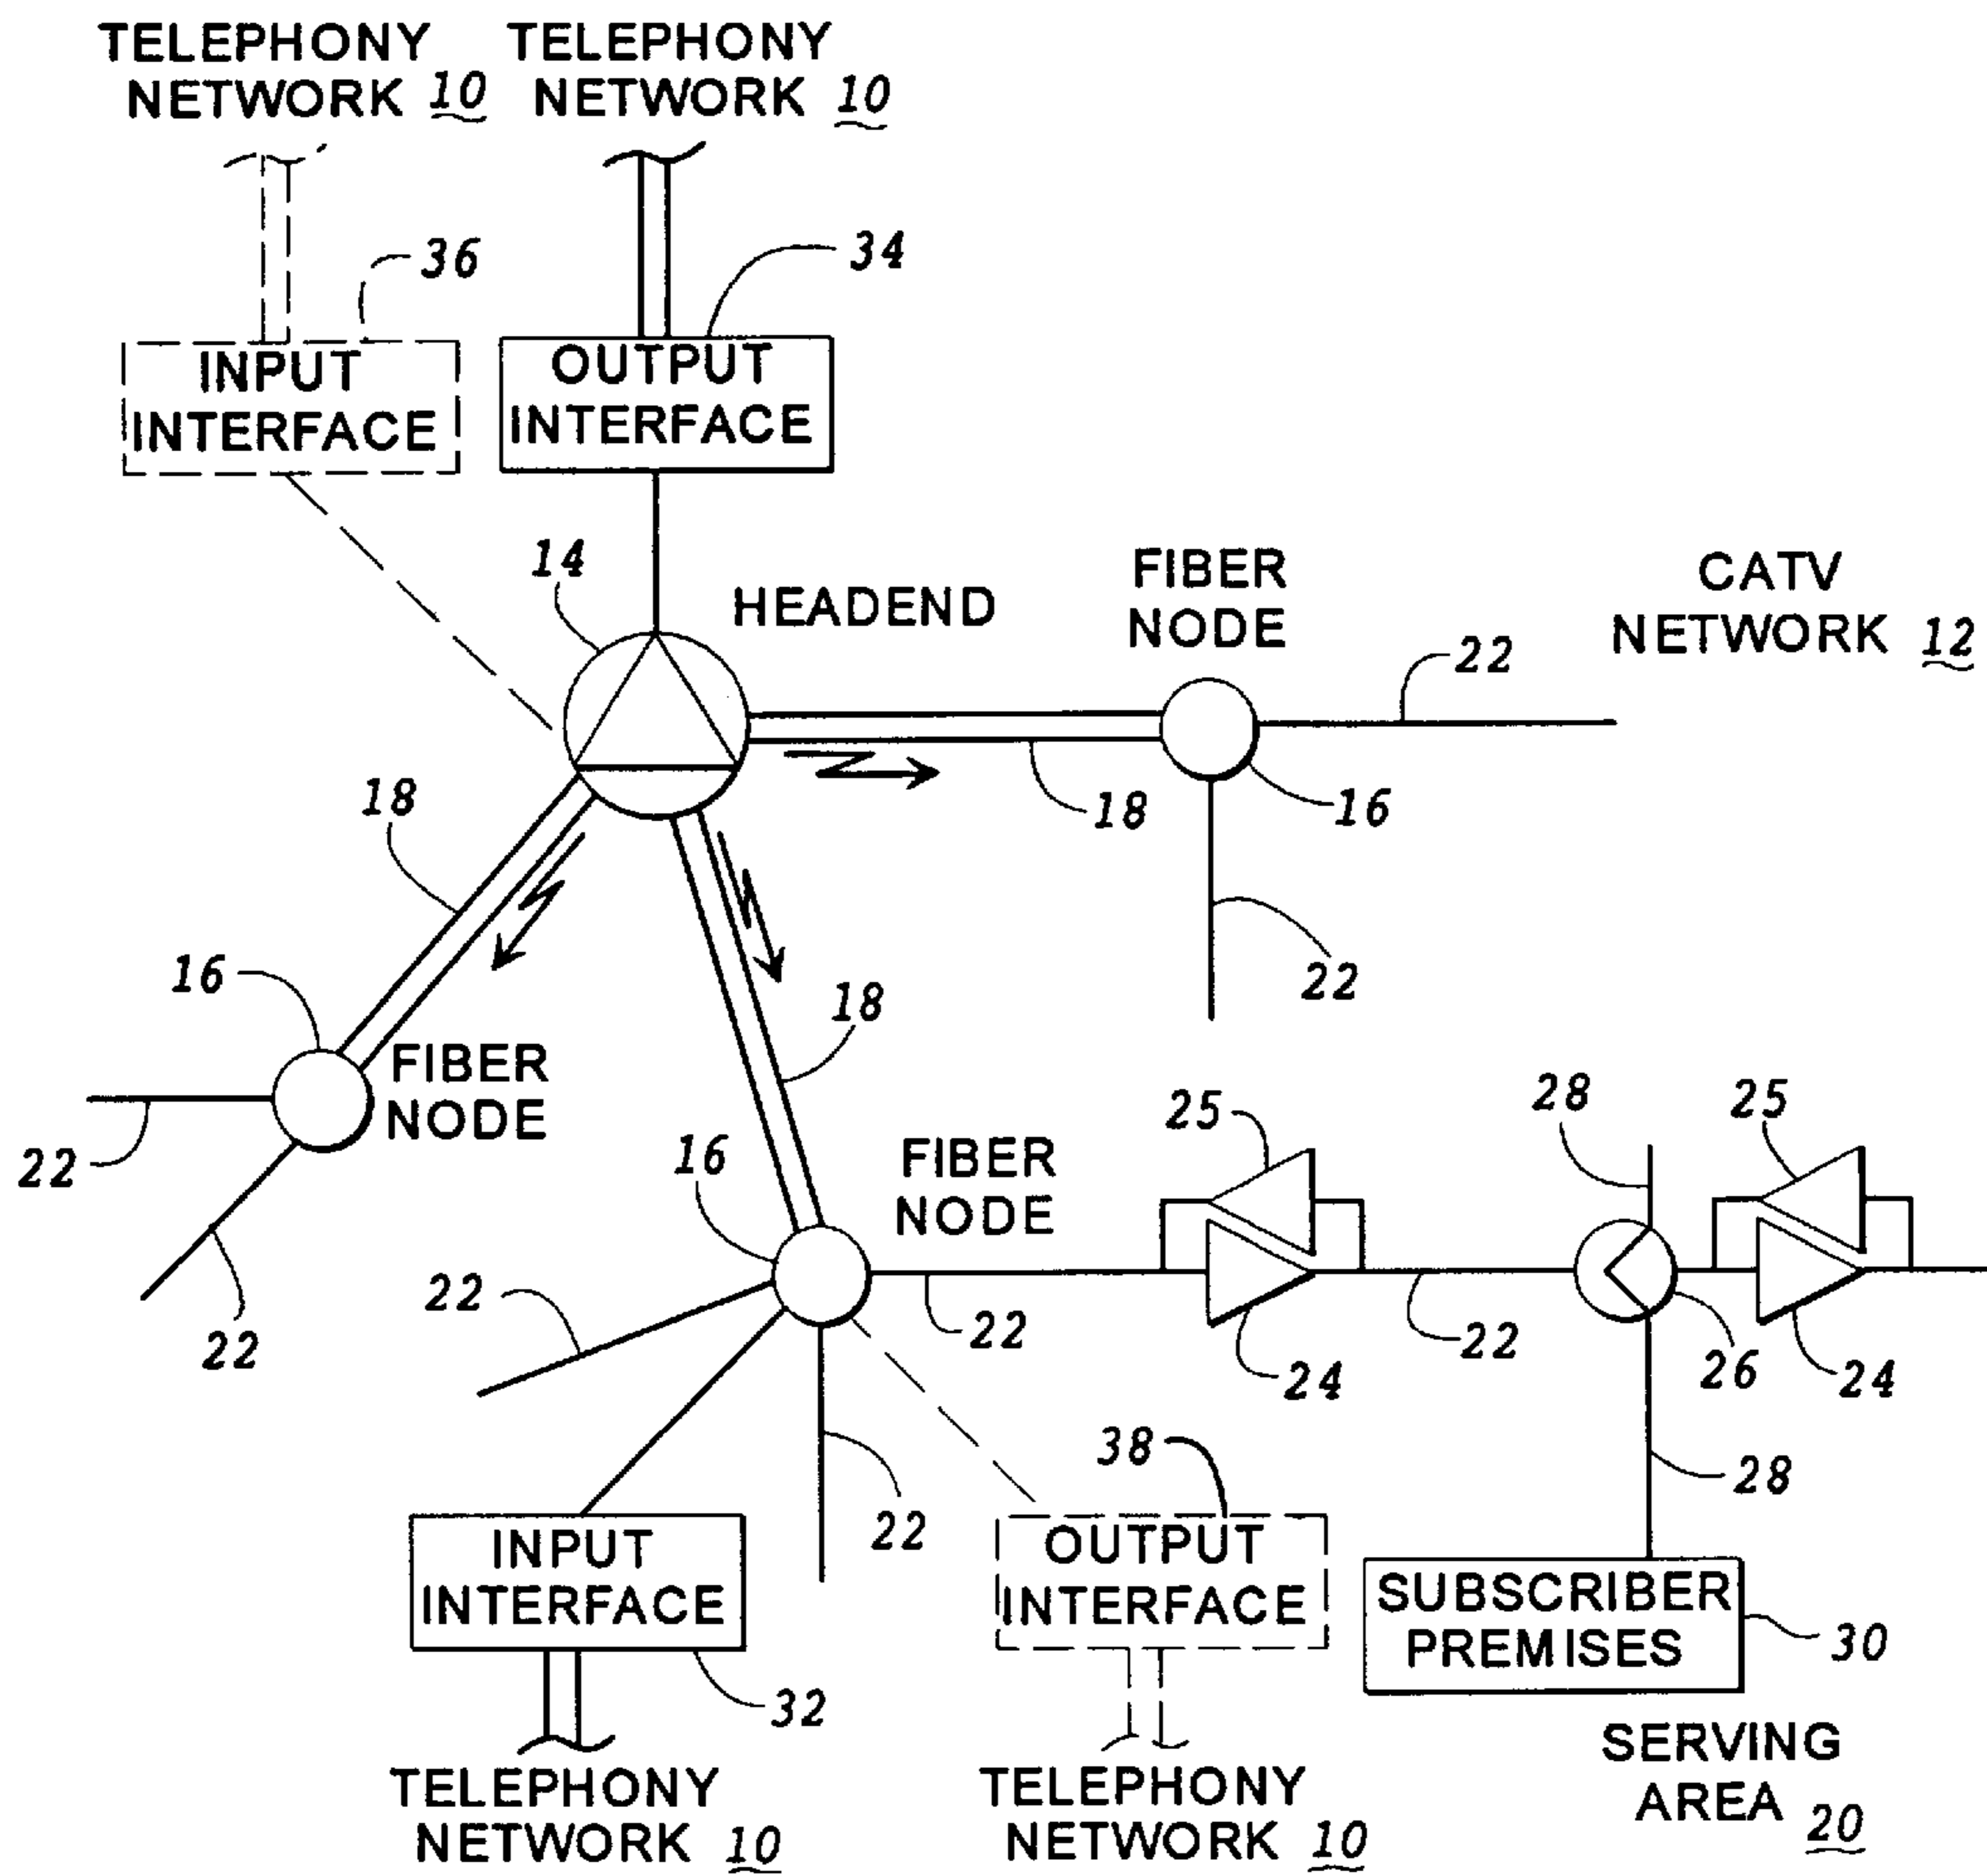 TELEPHONY
NETWORK 10
TELEPHONY
NETWORK 10
36
34
INPUT
INTERFACE
OUTPUT
INTERFACE
14
HEADEND
FIBER
NODE
CATV
NETWORK 12
22
18
18
16
22
16
18
FIBER
NODE
22
22
16
FIBER
NODE
25
28
25
22
22
24
22
26
24
38
28
22
INPUT
INTERFACE
OUTPUT
INTERFACE
SUBSCRIBER
PREMISES
30
32
TELEPHONY
NETWORK 10
TELEPHONY
NETWORK 10
SERVING
AREA 20